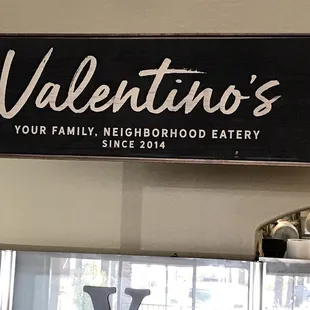 Valentino's
YOUR FAMILY, NEIGHBORHOOD EATERY
SINCE 2014
V